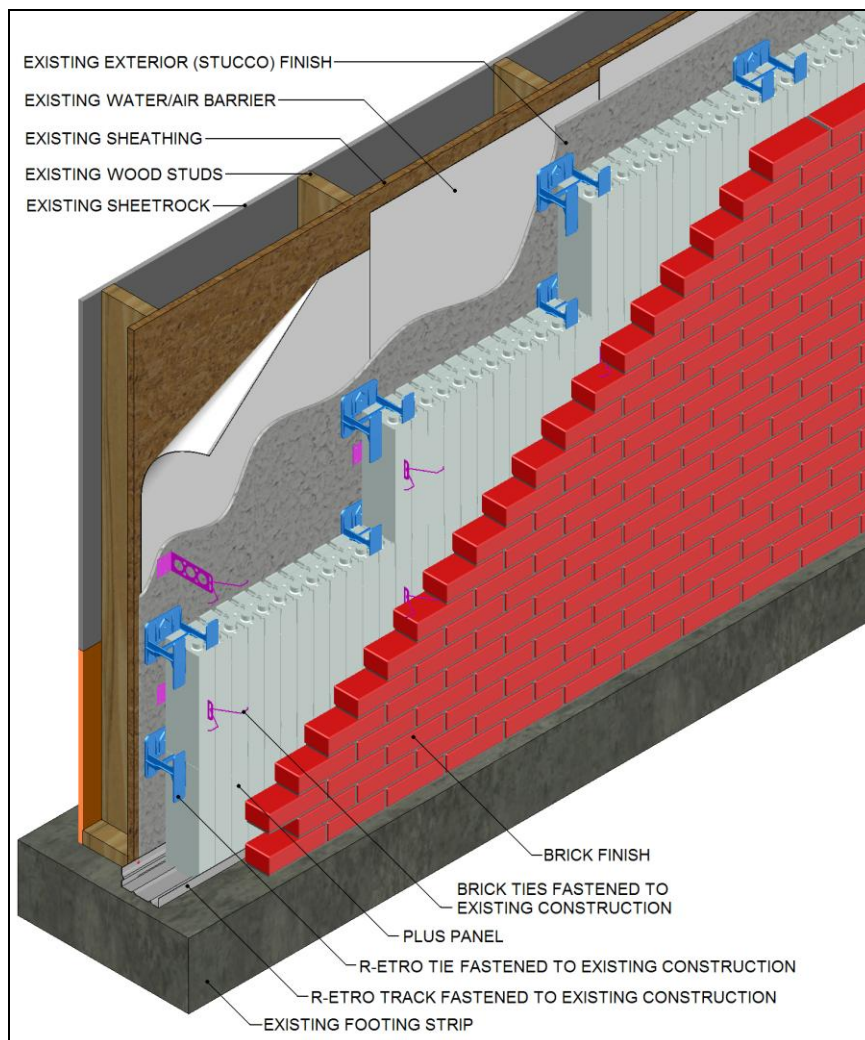 EXISTING EXTERIOR (STUCCO) FINISH
EXISTING WATER/AIR BARRIER
EXISTING SHEATHING
EXISTING WOOD STUDS
EXISTING SHEETROCK
BRICK FINISH
BRICK TIES FASTENED TO
EXISTING CONSTRUCTION
PLUS PANEL
R-ETRO TIE FASTENED TO EXISTING CONSTRUCTION
R-ETRO TRACK FASTENED TO EXISTING CONSTRUCTION
EXISTING FOOTING STRIP